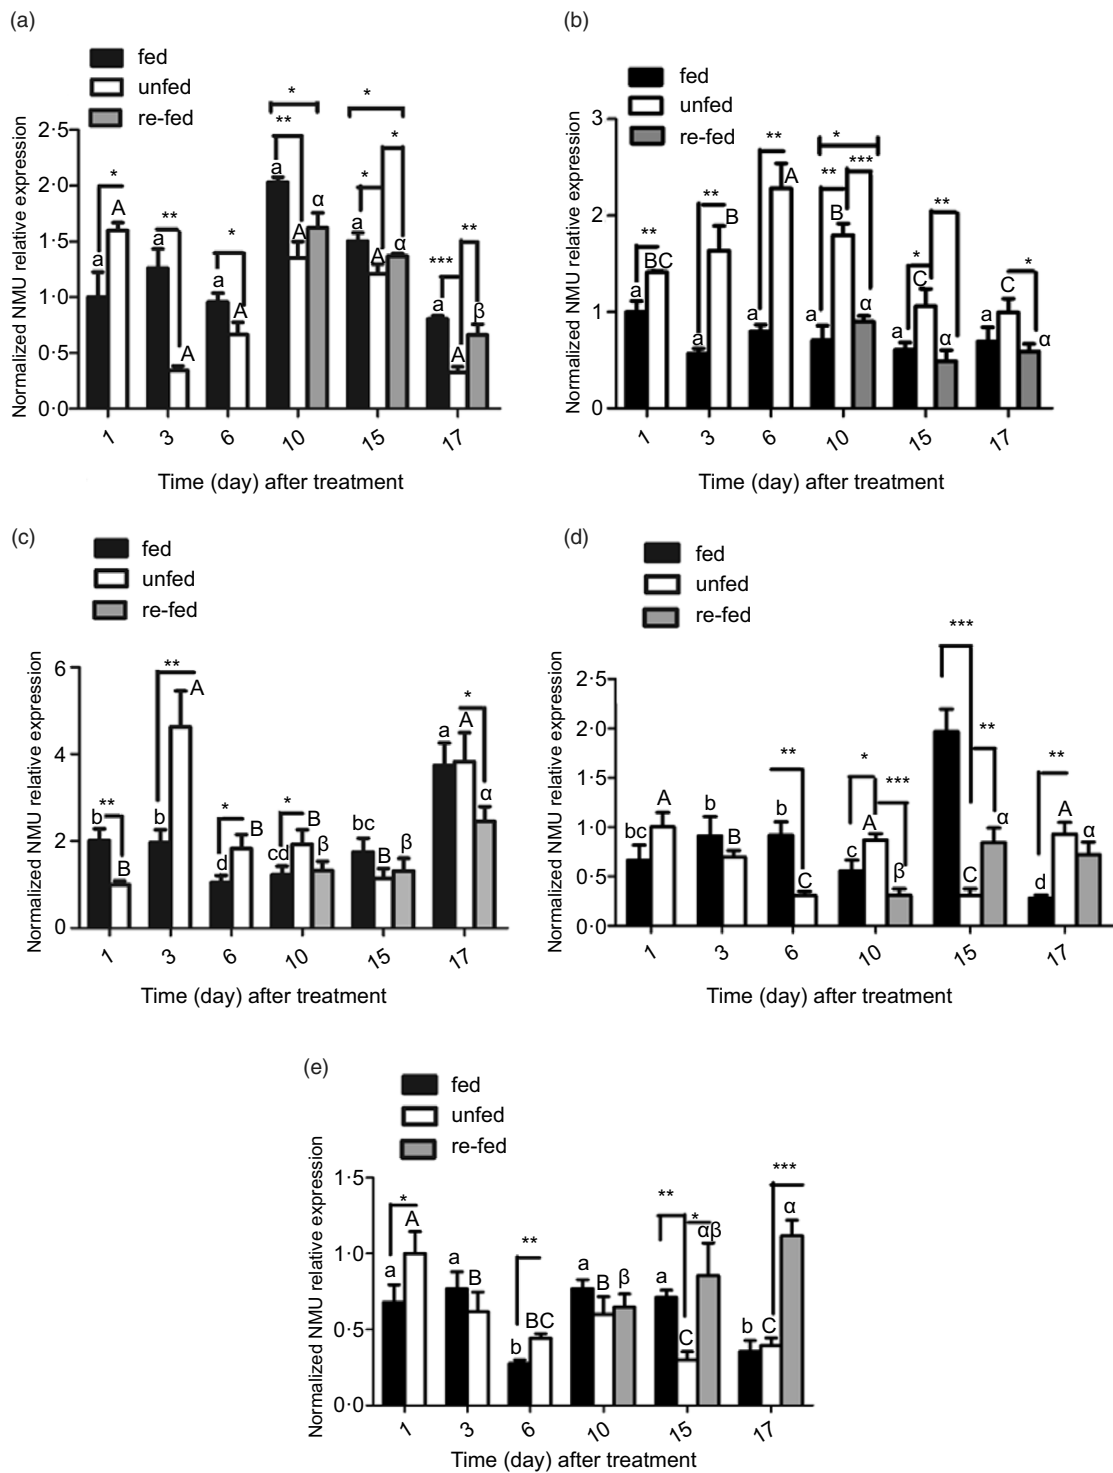 (a)
fed
unfed
re-fed
Normalized NMU relative expression
2·5
2·0
1·5
1·0
0·5
0·0
* ** * ** * * * * * *** **
a A a A a A a A α a A α a A β
1 3 6 10 15 17
Time (day) after treatment
(b)
fed
unfed
re-fed
Normalized NMU relative expression
3
2
1
0
** ** ** * ** *** * ** *
a BC a B a A a B α a C α a C α
1 3 6 10 15 17
Time (day) after treatment
(c)
fed
unfed
re-fed
Normalized NMU relative expression
6
4
2
0
** ** * * *
b B b A d B cd B β bc B β a A α
1 3 6 10 15 17
Time (day) after treatment
(d)
fed
unfed
re-fed
Normalized NMU relative expression
2·5
2·0
1·5
1·0
0·5
0·0
** * *** *** ** **
bc A b B b C c A β C α d A α
1 3 6 10 15 17
Time (day) after treatment
(e)
fed
unfed
re-fed
Normalized NMU relative expression
1·5
1·0
0·5
0·0
* ** ** * ***
a A a B b BC a B β a C αβ b C α
1 3 6 10 15 17
Time (day) after treatment